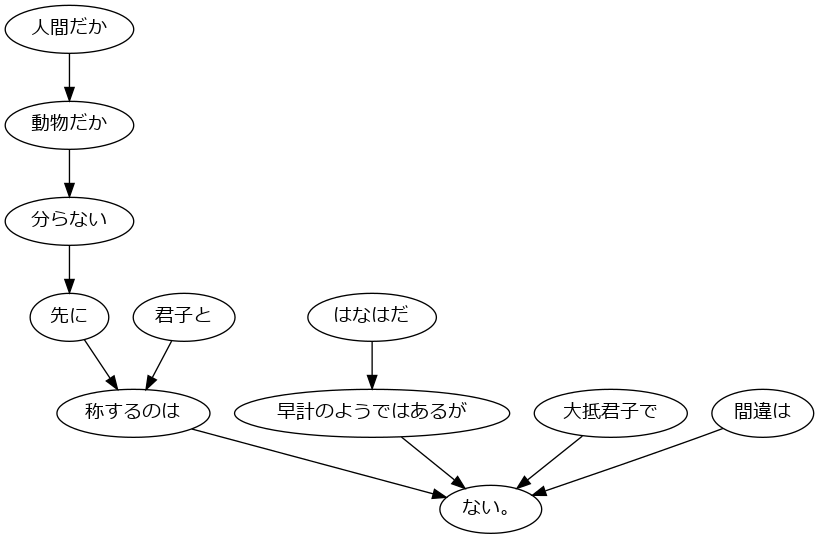 人間だか
動物だか
分らない
先に
君子と
はなはだ
称するのは
早計のようではあるが
大抵君子で
間違は
ない。